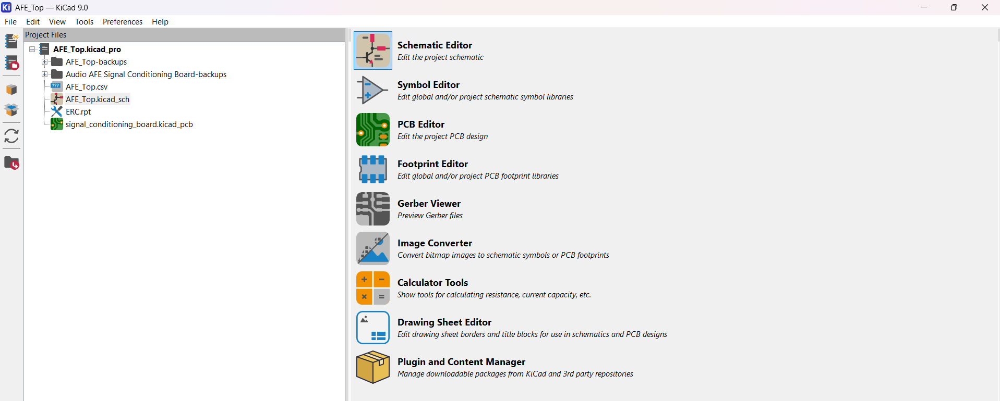 Ki AFE_Top — KiCad 9.0
File Edit View Tools Preferences Help
Project Files
AFE_Top.kicad_pro
AFE_Top-backups
Audio AFE Signal Conditioning Board-backups
??? AFE_Top.csv
AFE_Top.kicad_sch
ERC.rpt
signal_conditioning_board.kicad_pcb
Schematic Editor
Edit the project schematic
Symbol Editor
Edit global and/or project schematic symbol libraries
PCB Editor
Edit the project PCB design
Footprint Editor
Edit global and/or project PCB footprint libraries
Gerber Viewer
Preview Gerber files
Image Converter
Convert bitmap images to schematic symbols or PCB footprints
Calculator Tools
Show tools for calculating resistance, current capacity, etc.
Drawing Sheet Editor
Edit drawing sheet borders and title blocks for use in schematics and PCB designs
Plugin and Content Manager
Manage downloadable packages from KiCad and 3rd party repositories